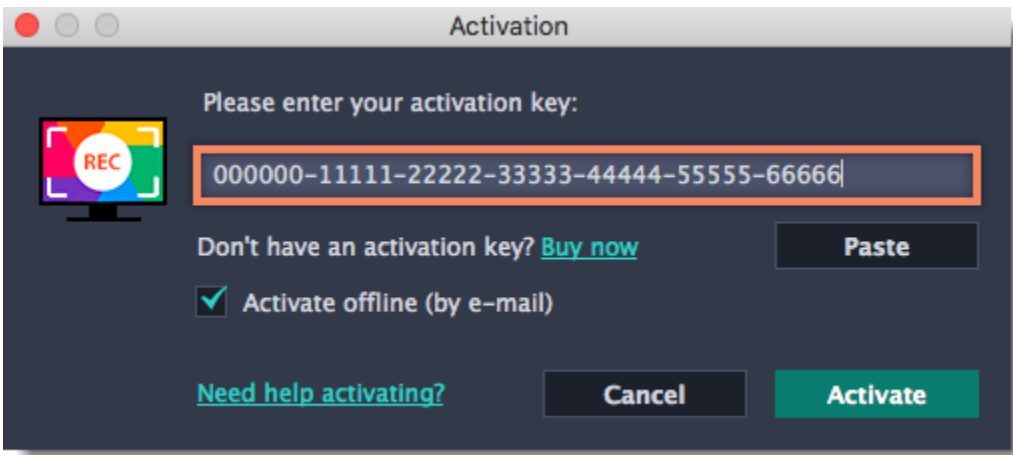 Activation
Please enter your activation key:
REC
000000-11111-22222-33333-44444-55555-66666
Don't have an activation key? Buy now
Paste
Activate offline (by e-mail)
Need help activating?
Cancel
Activate